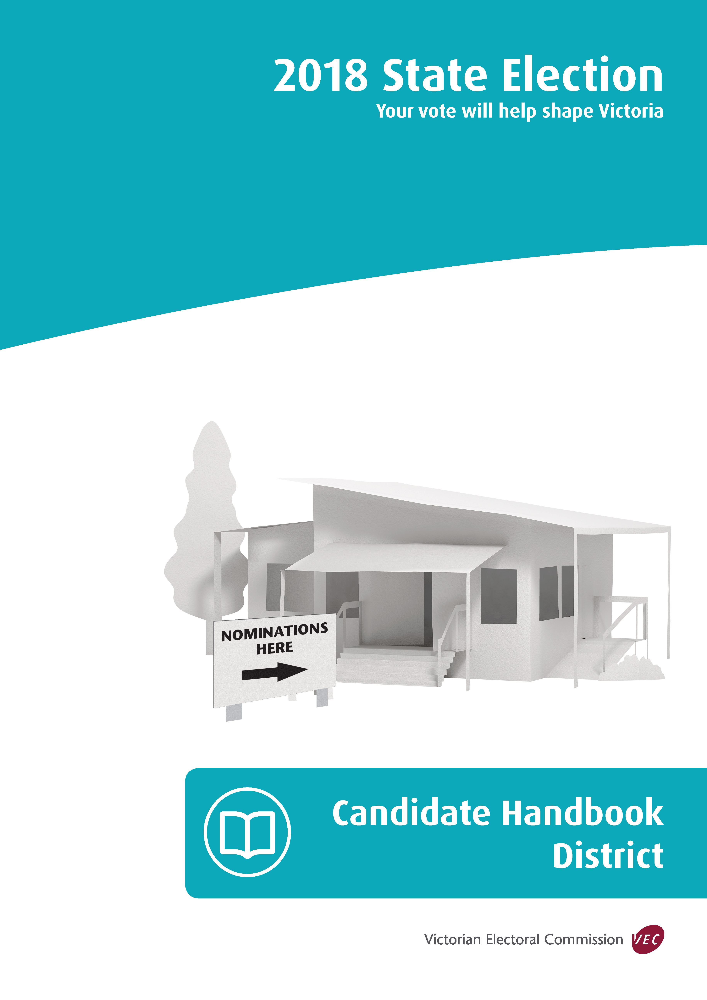 2018 State Election
Your vote will help shape Victoria
NOMINATIONS
HERE
Candidate Handbook
District
Victorian Electoral Commission
VEC